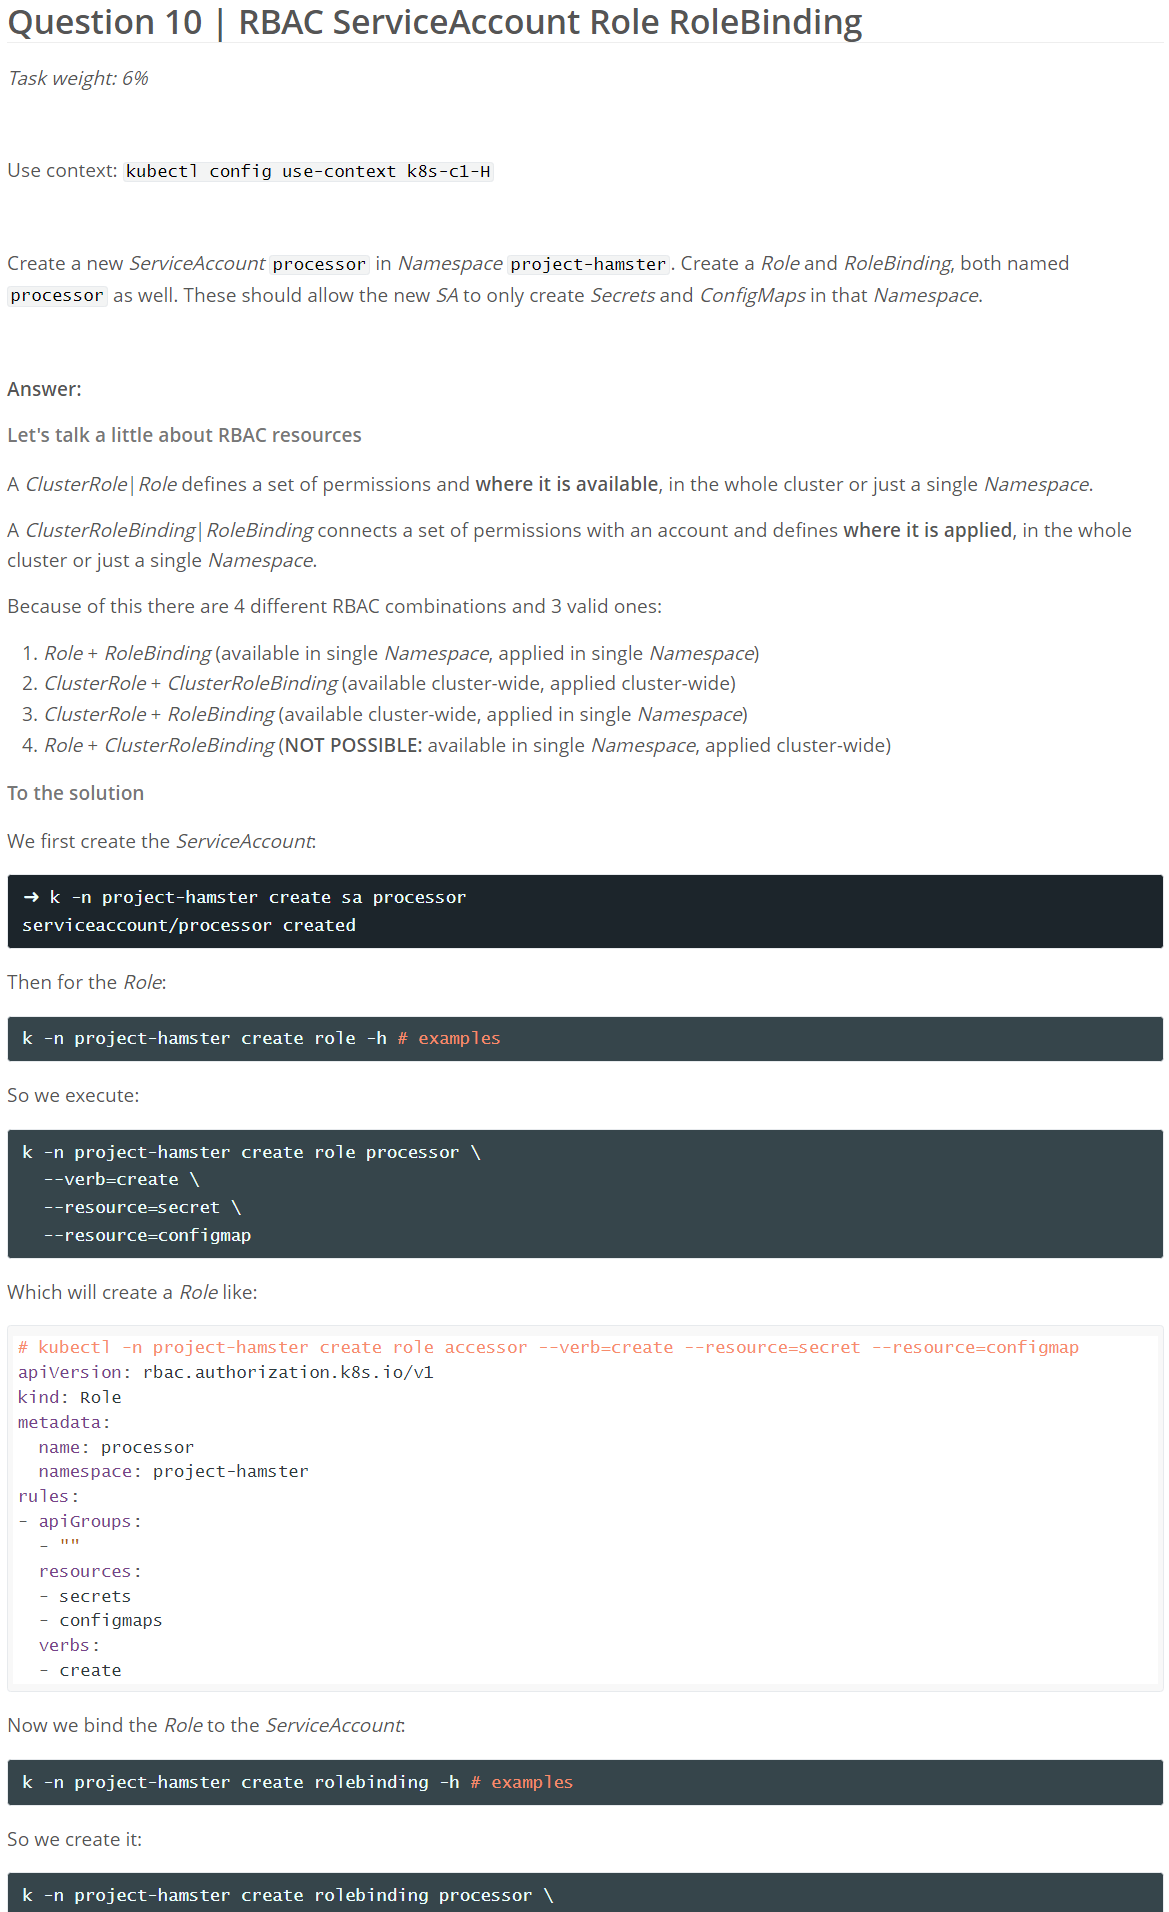 Question 10 | RBAC ServiceAccount Role RoleBinding
Task weight: 6%
Use context: kubectl config use-context k8s-c1-H
Create a new ServiceAccount processor in Namespace project-hamster. Create a Role and RoleBinding, both named
processor as well. These should allow the new SA to only create Secrets and ConfigMaps in that Namespace.
Answer:
Let's talk a little about RBAC resources
A ClusterRole|Role defines a set of permissions and where it is available, in the whole cluster or just a single Namespace.
A ClusterRoleBinding|RoleBinding connects a set of permissions with an account and defines where it is applied, in the whole
cluster or just a single Namespace.
Because of this there are 4 different RBAC combinations and 3 valid ones:
1. Role + RoleBinding (available in single Namespace, applied in single Namespace)
2. ClusterRole + ClusterRoleBinding (available cluster-wide, applied cluster-wide)
3. ClusterRole + RoleBinding (available cluster-wide, applied in single Namespace)
4. Role + ClusterRoleBinding (NOT POSSIBLE: available in single Namespace, applied cluster-wide)
To the solution
We first create the ServiceAccount:
➜ k -n project-hamster create sa processor
serviceaccount/processor created
Then for the Role:
k -n project-hamster create role -h # examples
So we execute:
k -n project-hamster create role processor \
  --verb=create \
  --resource=secret \
  --resource=configmap
Which will create a Role like:
# kubectl -n project-hamster create role accessor --verb=create --resource=secret --resource=configmap
apiVersion: rbac.authorization.k8s.io/v1
kind: Role
metadata:
  name: processor
  namespace: project-hamster
rules:
- apiGroups:
  - ""
  resources:
  - secrets
  - configmaps
  verbs:
  - create
Now we bind the Role to the ServiceAccount:
k -n project-hamster create rolebinding -h # examples
So we create it:
k -n project-hamster create rolebinding processor \